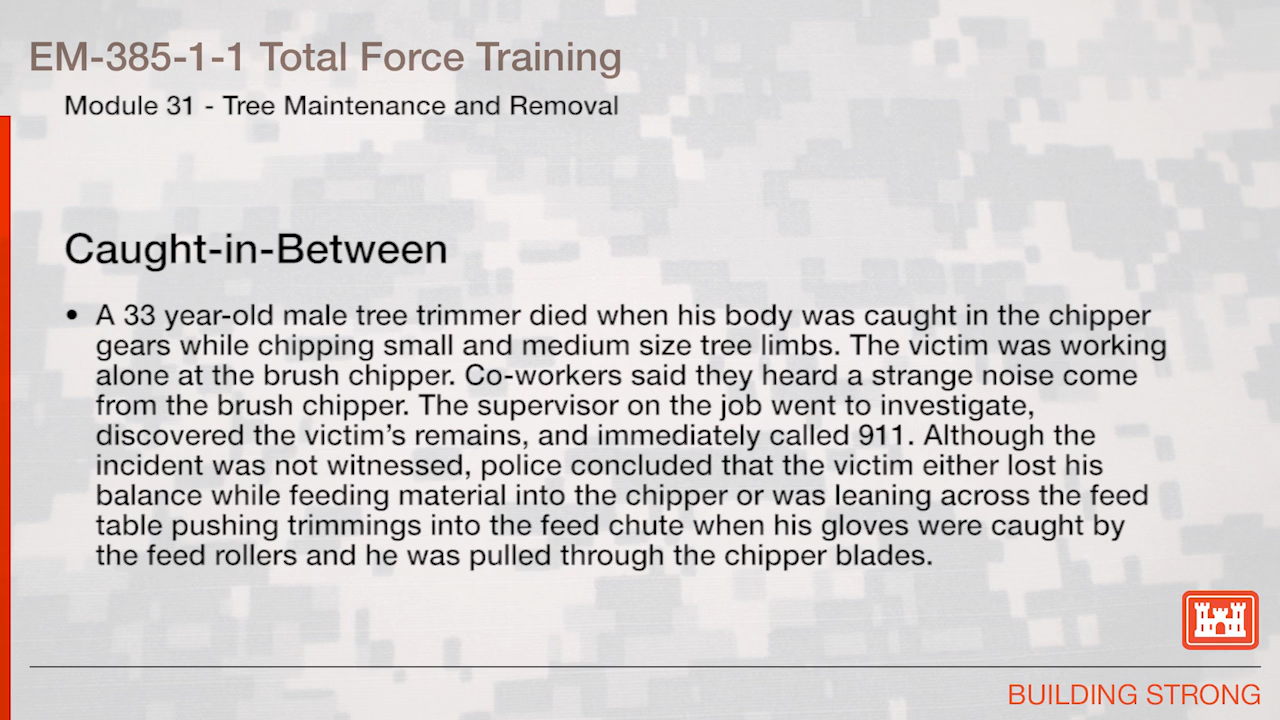 EM-385-1-1 Total Force Training
Module 31 - Tree Maintenance and Removal
Caught-in-Between
• A 33 year-old male tree trimmer died when his body was caught in the chipper
gears while chipping small and medium size tree limbs. The victim was working
alone at the brush chipper. Co-workers said they heard a strange noise come
from the brush chipper. The supervisor on the job went to investigate,
discovered the victim's remains, and immediately called 911. Although the
incident was not witnessed, police concluded that the victim either lost his
balance while feeding material into the chipper or was leaning across the feed
table pushing trimmings into the feed chute when his gloves were caught by
the feed rollers and he was pulled through the chipper blades.
BUILDING STRONG